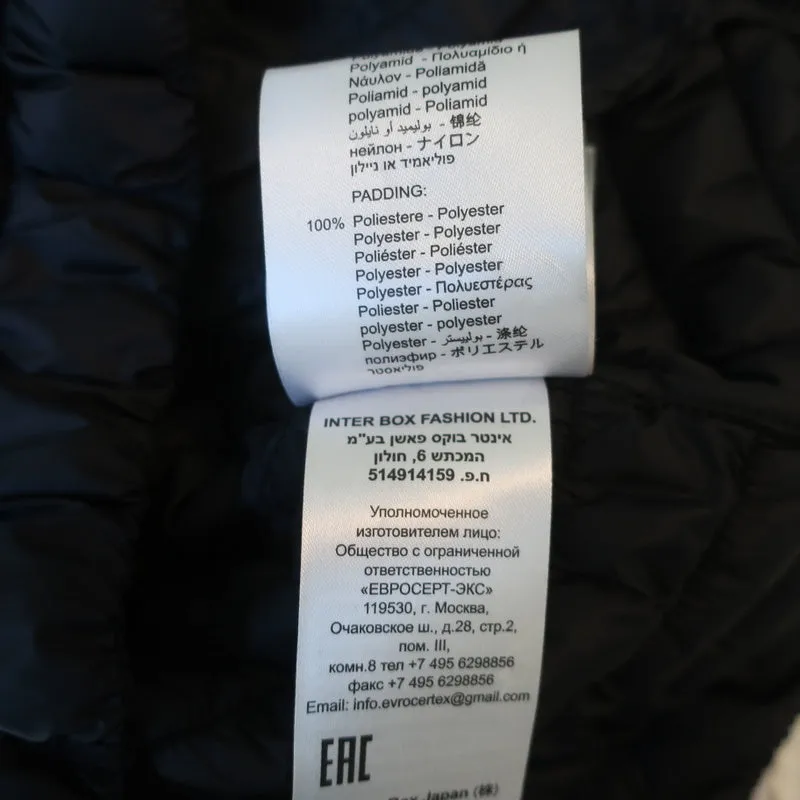 Polyamid - Πολυαμίδιο ή
Νάυλον - Poliamidă
Poliamid - polyamid
polyamid - Poliamid
بوليميد أو نايلون - 锦纶
нейлон - ナイロン
פוליאמיד או ניילון
PADDING:
100% Poliestere - Polyester
Polyester - Polyester
Poliéster - Poliéster
Polyester - Polyester
Polyester - Πολυεστέρας
Poliester - Poliester
polyester - polyester
Polyester - بوليستر - 涤纶
полиэфир - ポリエステル
פוליאסטר
INTER BOX FASHION LTD.
אינטר בוקס פאשן בע"מ
המכתש 6, חולון
ח.פ. 514914159
Уполномоченное
изготовителем лицо:
Общество с ограниченной
ответственностью
«ЕВРОСЕРТ-ЭКС»
119530, г. Москва,
Очаковское ш., д.28, стр.2,
пом. III,
комн.8 тел +7 495 6298856
факс +7 495 6298856
Email: info.evrocertex@gmail.com
EAC
Japan (株)